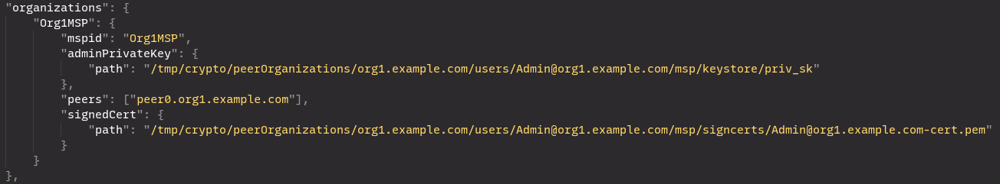 "organizations": {
    "Org1MSP": {
        "mspid": "Org1MSP",
        "adminPrivateKey": {
            "path": "/tmp/crypto/peerOrganizations/org1.example.com/users/Admin@org1.example.com/msp/keystore/priv_sk"
        },
        "peers": ["peer0.org1.example.com"],
        "signedCert": {
            "path": "/tmp/crypto/peerOrganizations/org1.example.com/users/Admin@org1.example.com/msp/signcerts/Admin@org1.example.com-cert.pem"
        }
    }
},